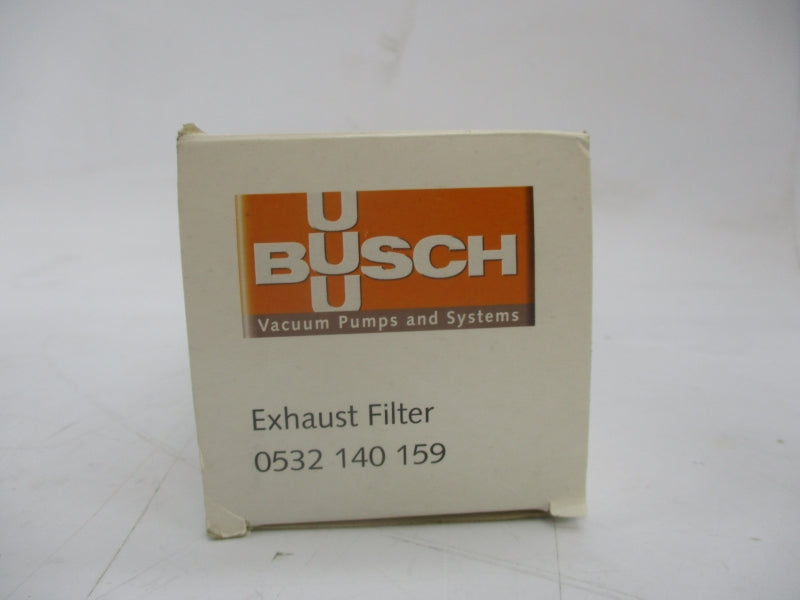 U
BUSCH
U
Vacuum Pumps and Systems
Exhaust Filter
0532 140 159